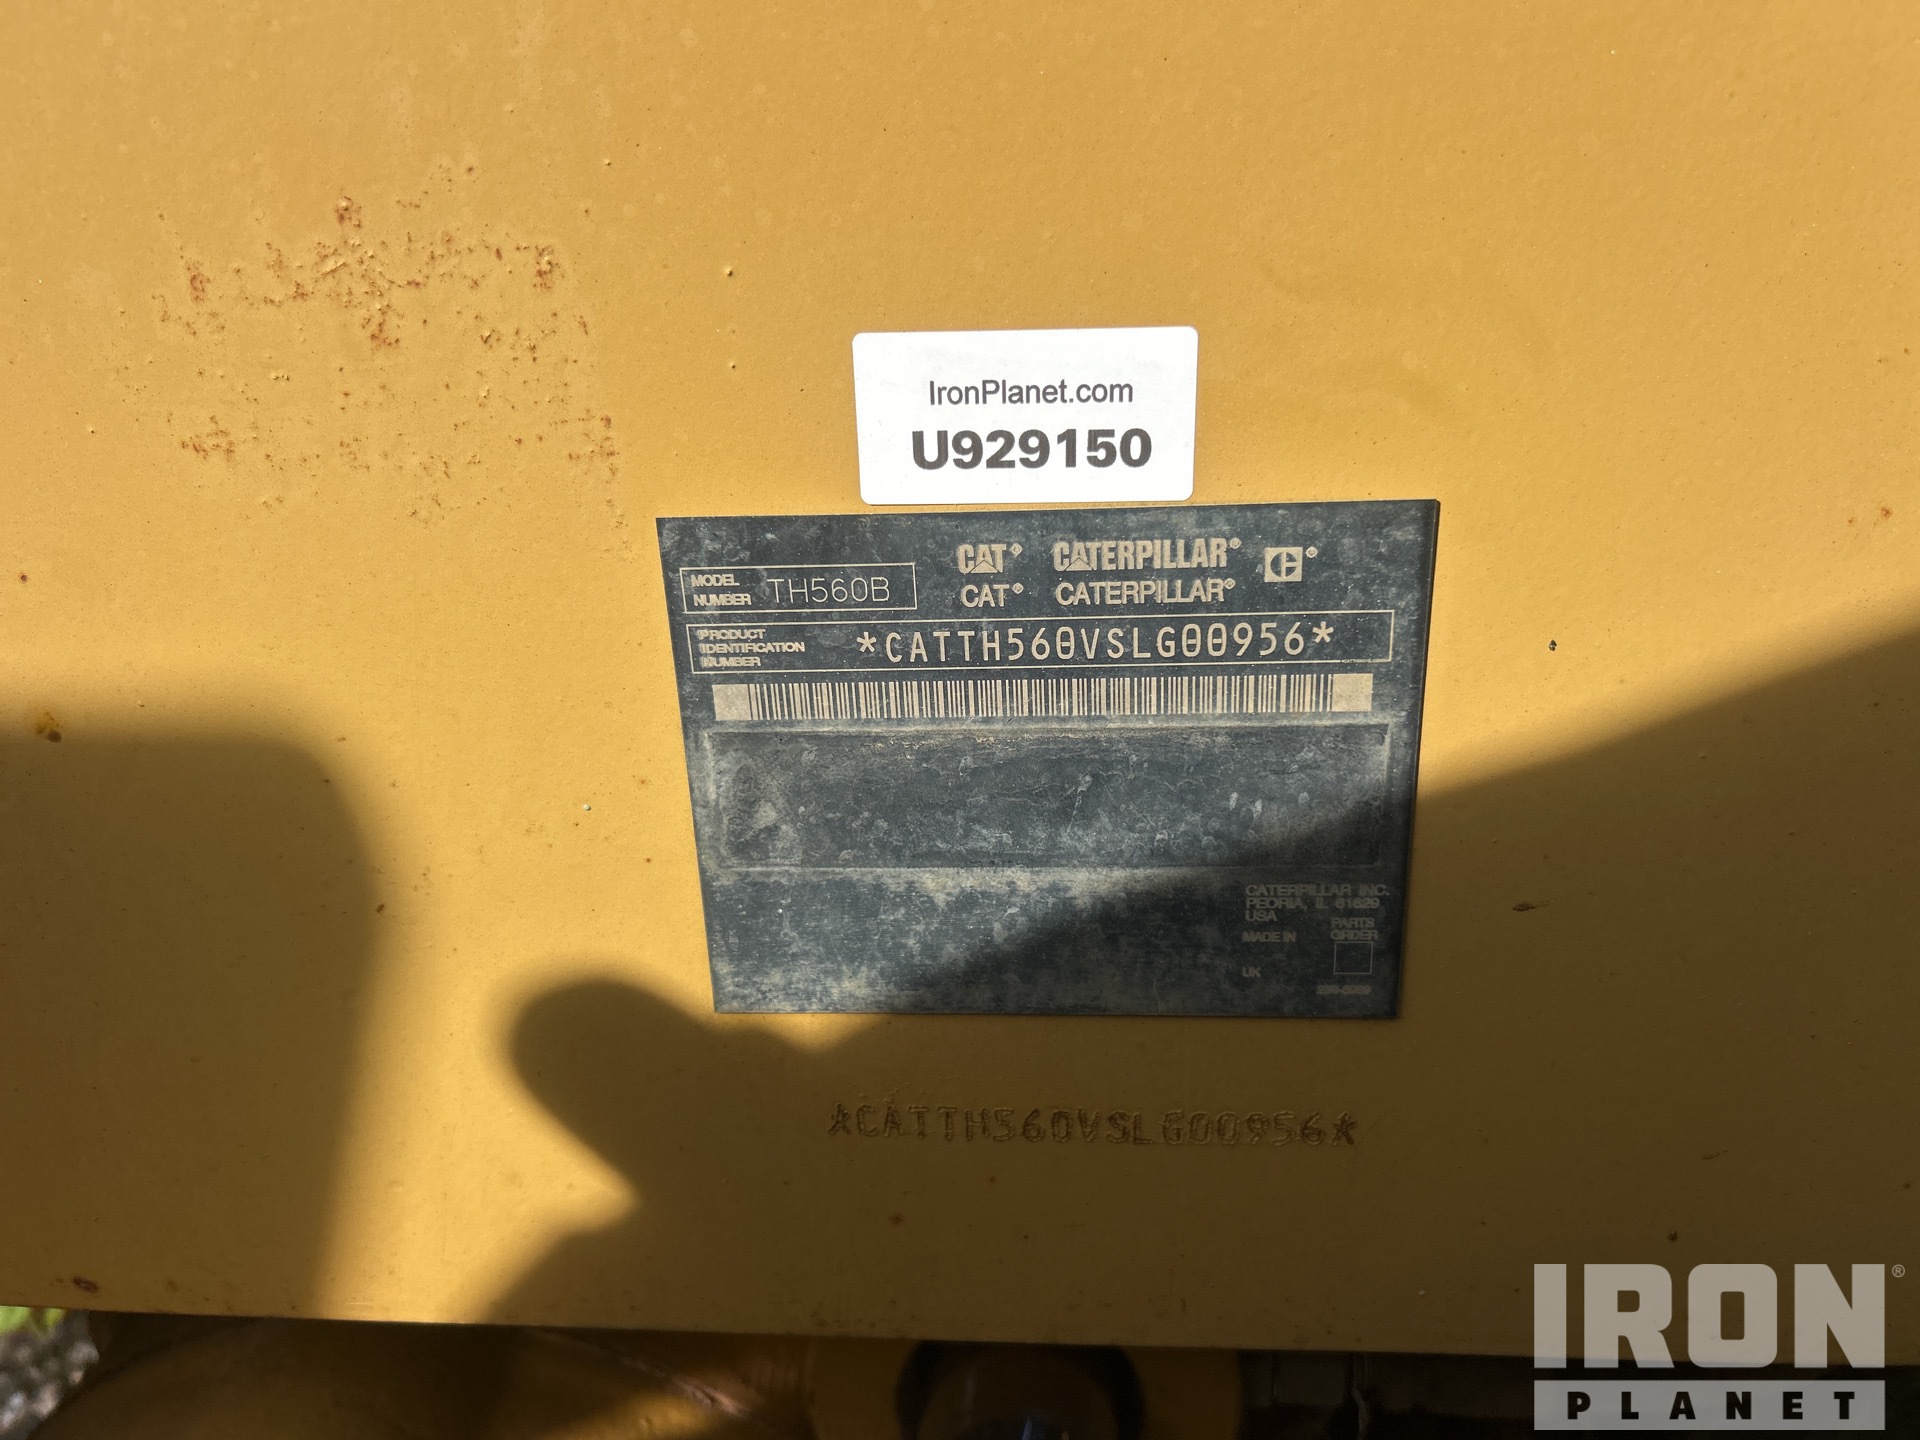 IronPlanet.com
U929150
CAT® CATERPILLAR®
MODEL NUMBER TH560B
CAT® CATERPILLAR®
PRODUCT
IDENTIFICATION
NUMBER
*CATTH560VSLG00956*
CATERPILLAR INC.
PEORIA, IL 61629
USA
PARTS
MADE IN ORDER
UK
*CATTH560VSLG00956*
IRON®
PLANET